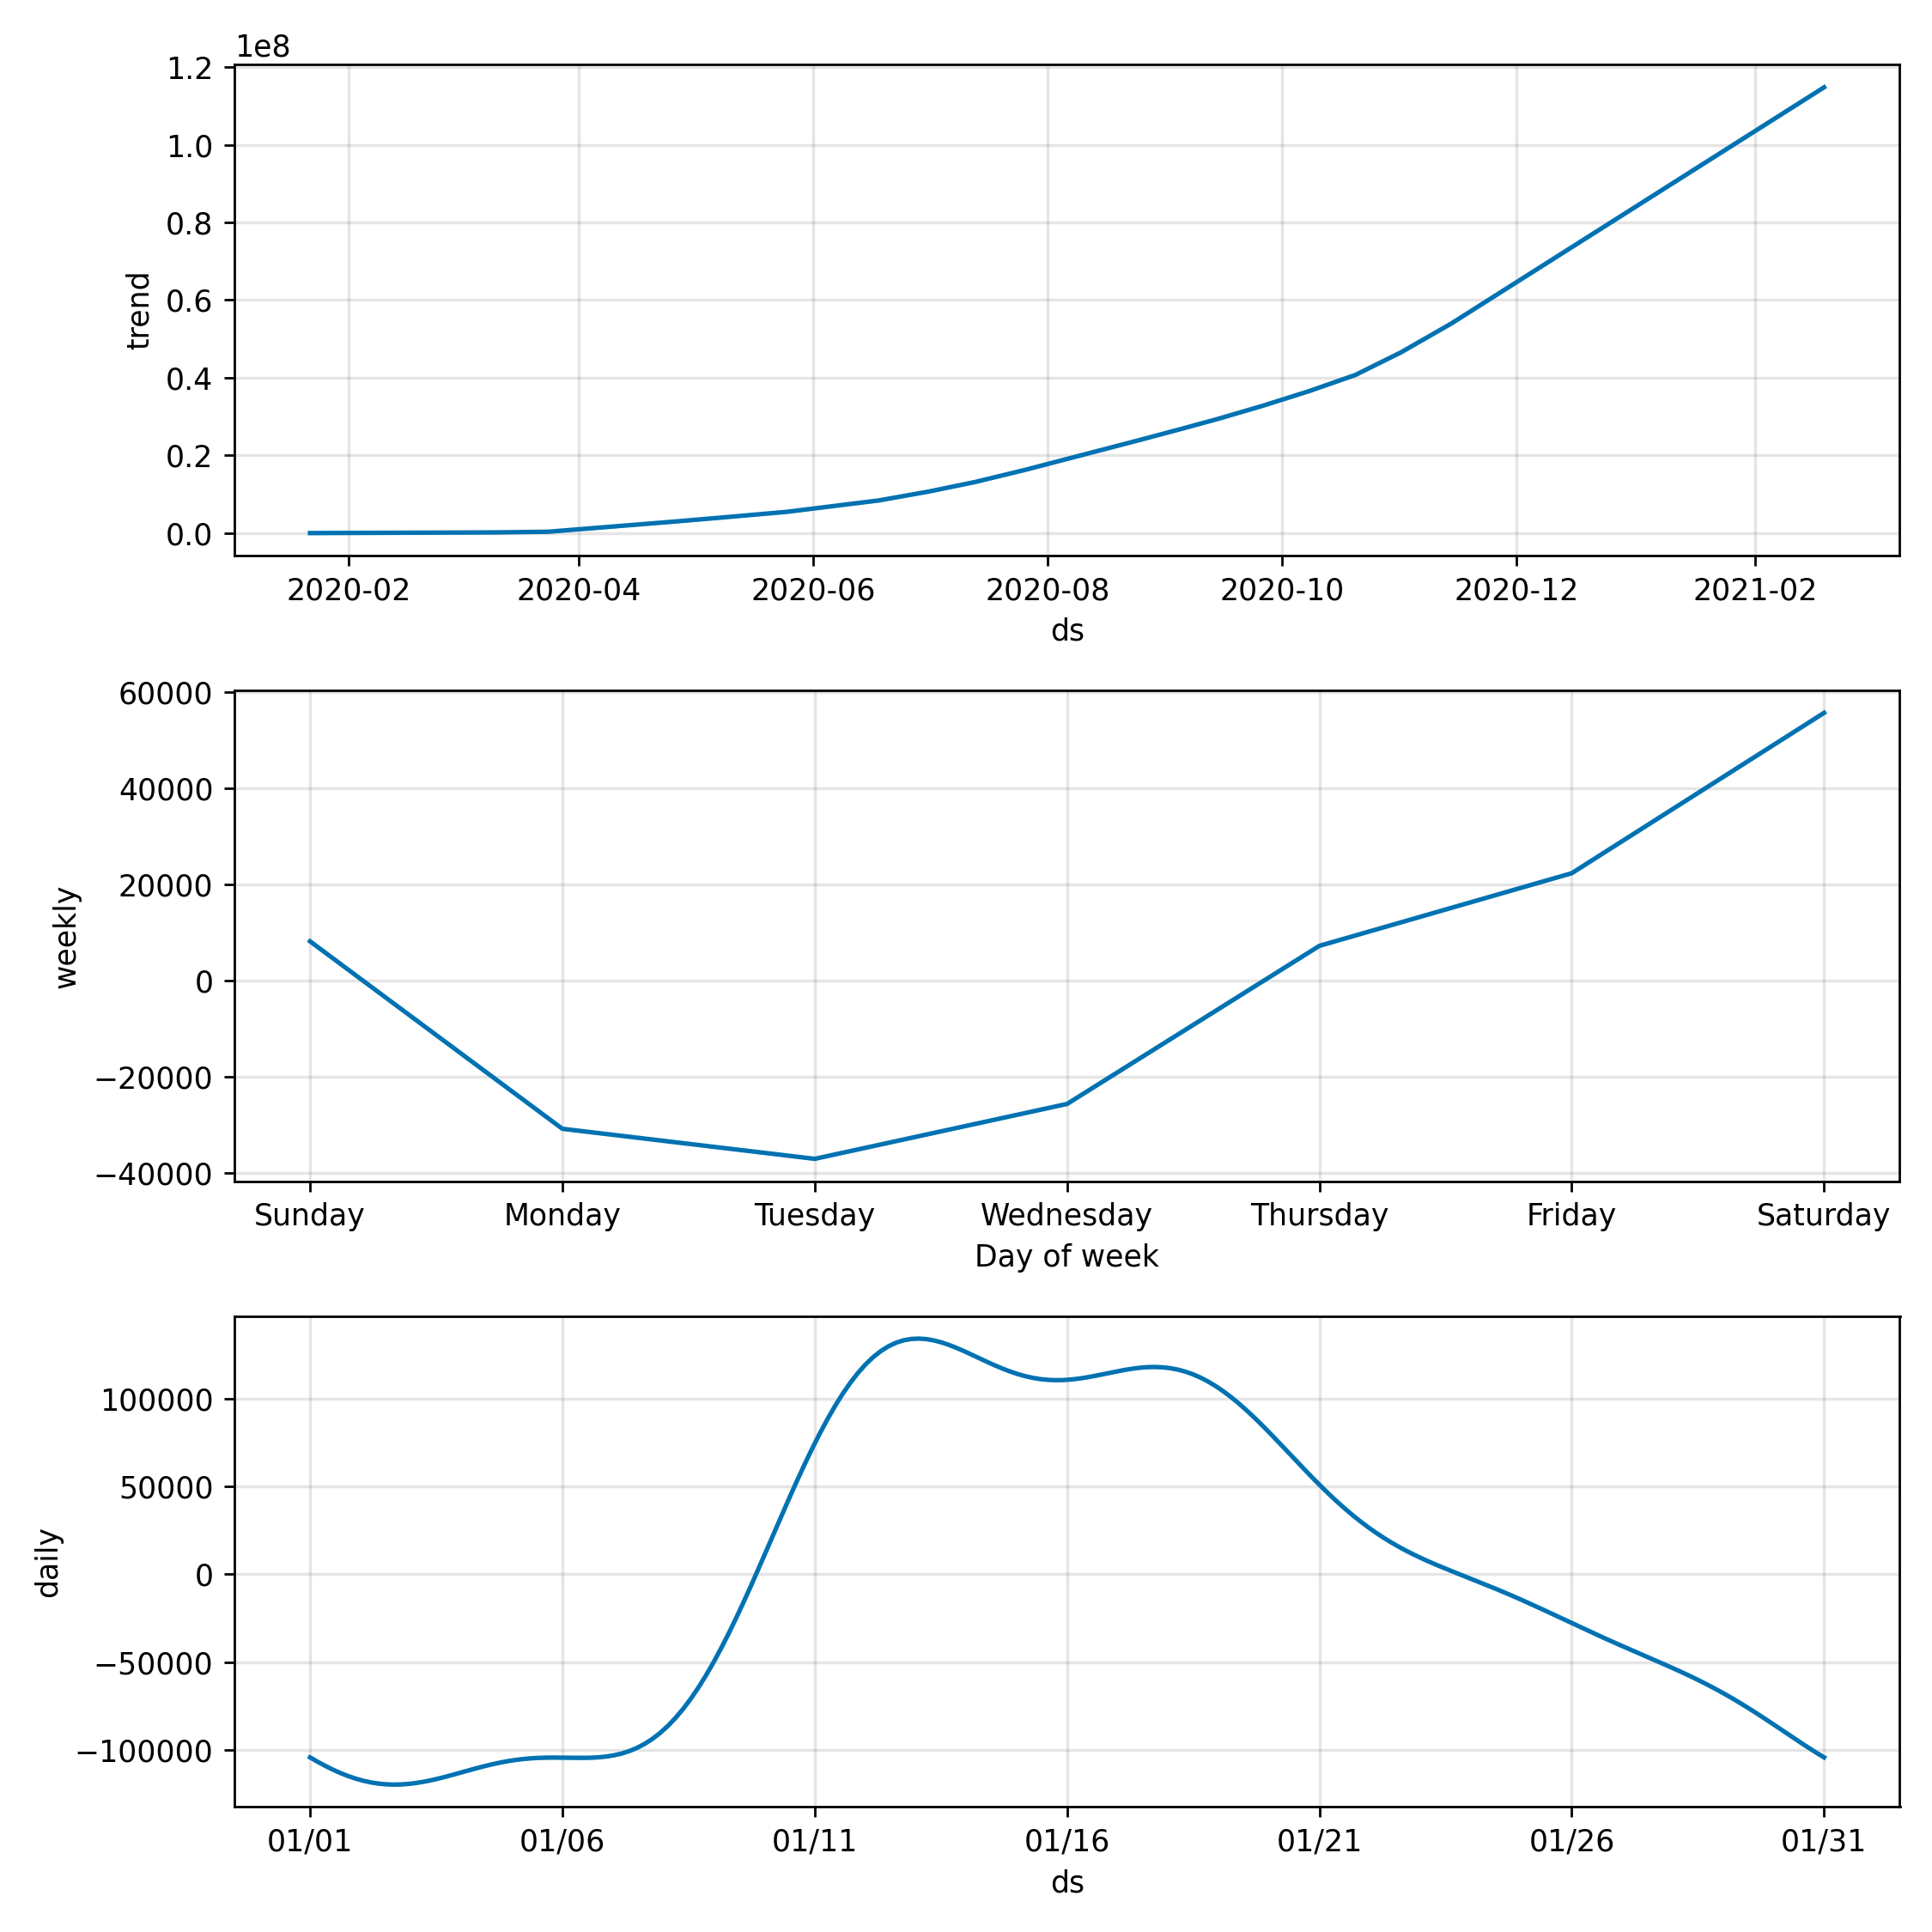 1e8
1.2
1.0
0.8
0.6
0.4
0.2
0.0
trend
2020-02 2020-04 2020-06 2020-08 2020-10 2020-12 2021-02
ds
60000
40000
20000
0
−20000
−40000
weekly
Sunday Monday Tuesday Wednesday Thursday Friday Saturday
Day of week
100000
50000
0
−50000
−100000
daily
01/01 01/06 01/11 01/16 01/21 01/26 01/31
ds